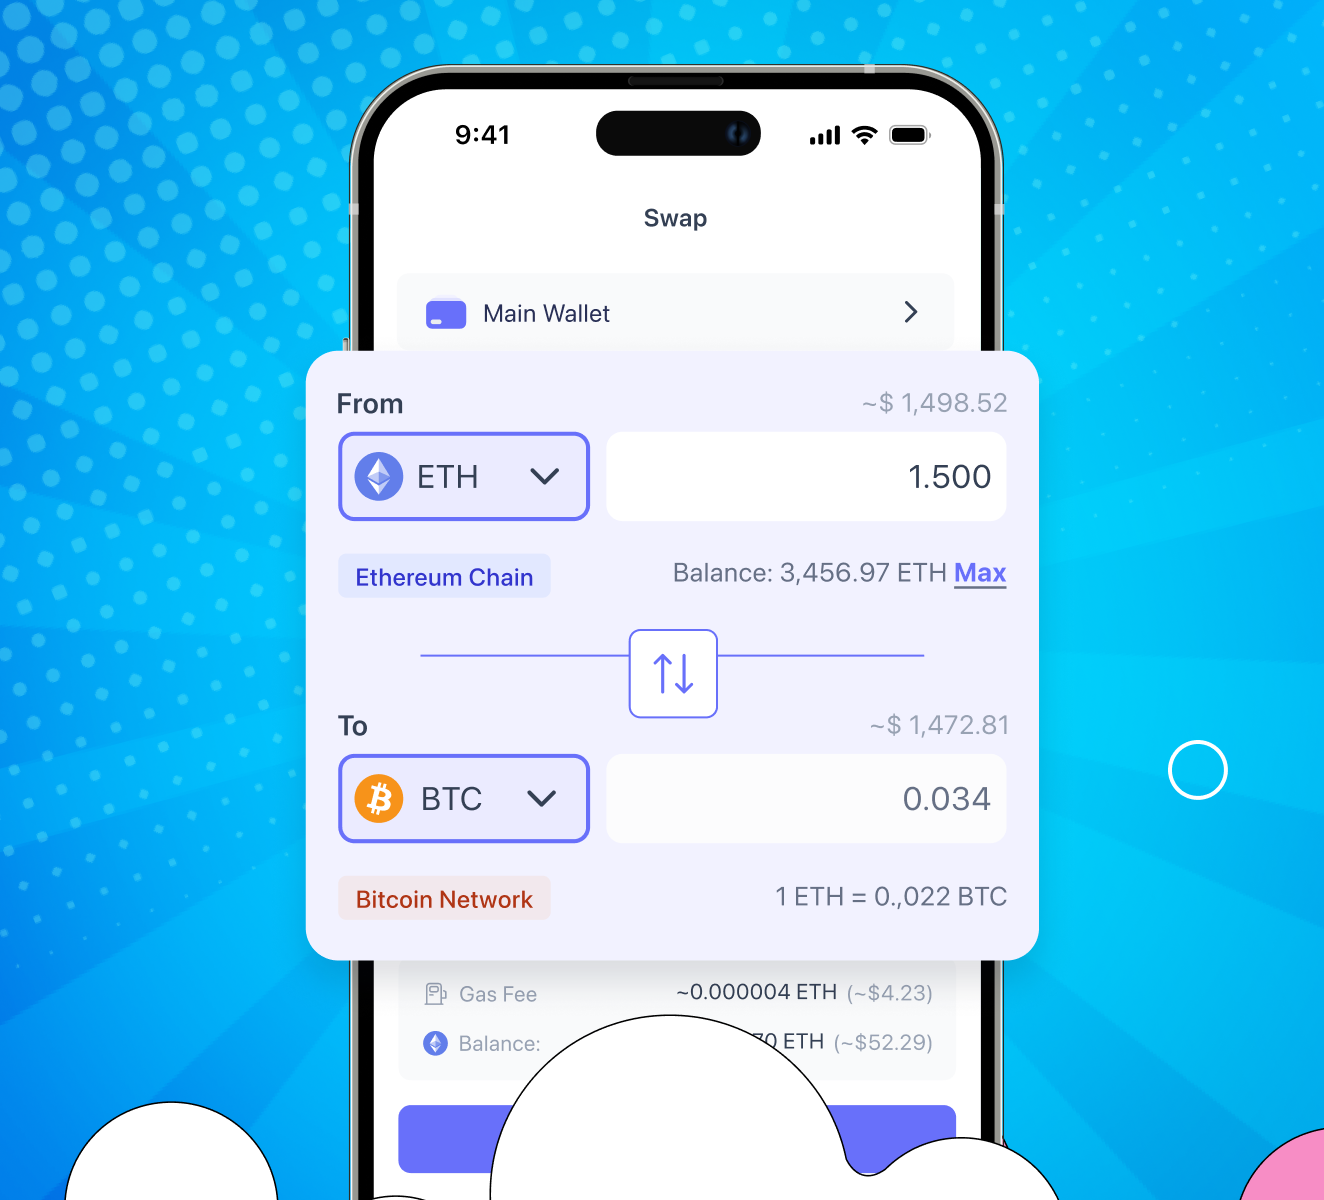 9:41
Swap
Main Wallet
From ~$ 1,498.52
ETH 1.500
Ethereum Chain Balance: 3,456.97 ETH Max
To ~$ 1,472.81
BTC 0.034
Bitcoin Network 1 ETH = 0.,022 BTC
Gas Fee ~0.000004 ETH (~$4.23)
Balance: ETH (~$52.29)